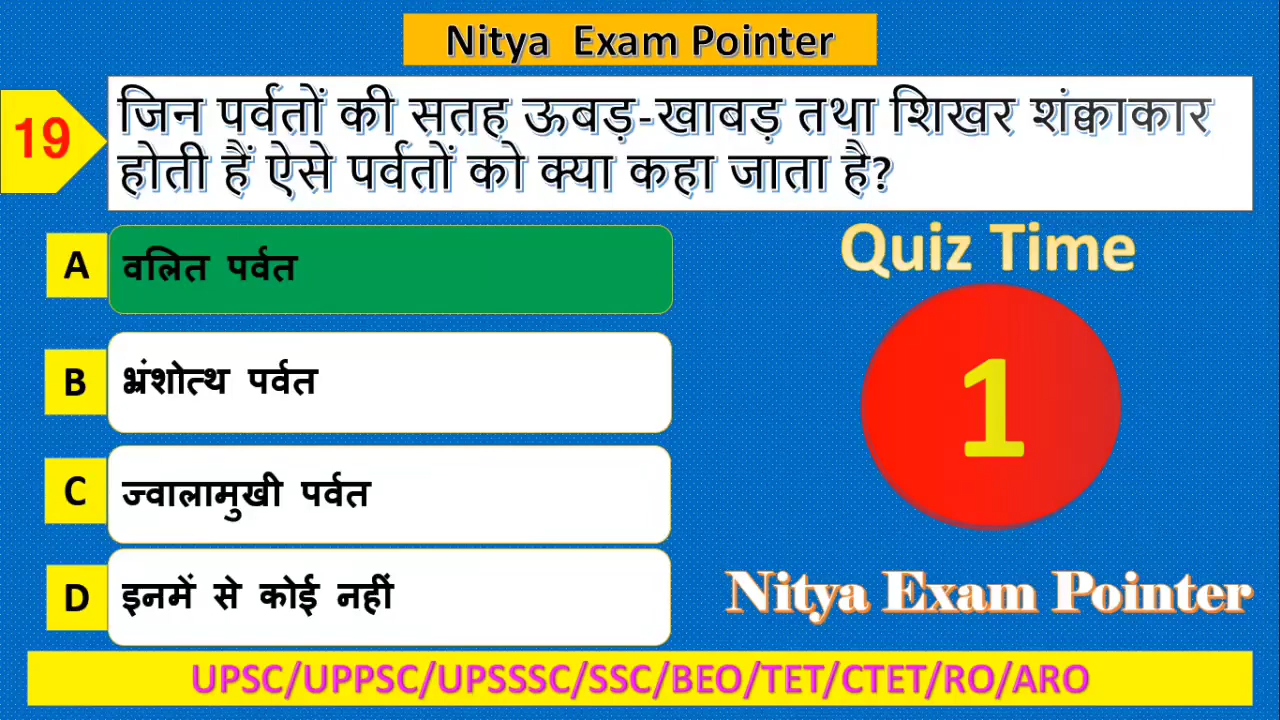 Nitya Exam Pointer
19
जिन पर्वतों की सतह ऊबड़-खाबड़ तथा शिखर शंक्वाकार
होती हैं ऐसे पर्वतों को क्या कहा जाता है?
A वलित पर्वत
Quiz Time
B भ्रंशोत्थ पर्वत
1
C ज्वालामुखी पर्वत
D इनमें से कोई नहीं
Nitya Exam Pointer
UPSC/UPPSC/UPSSSC/SSC/BEO/TET/CTET/RO/ARO